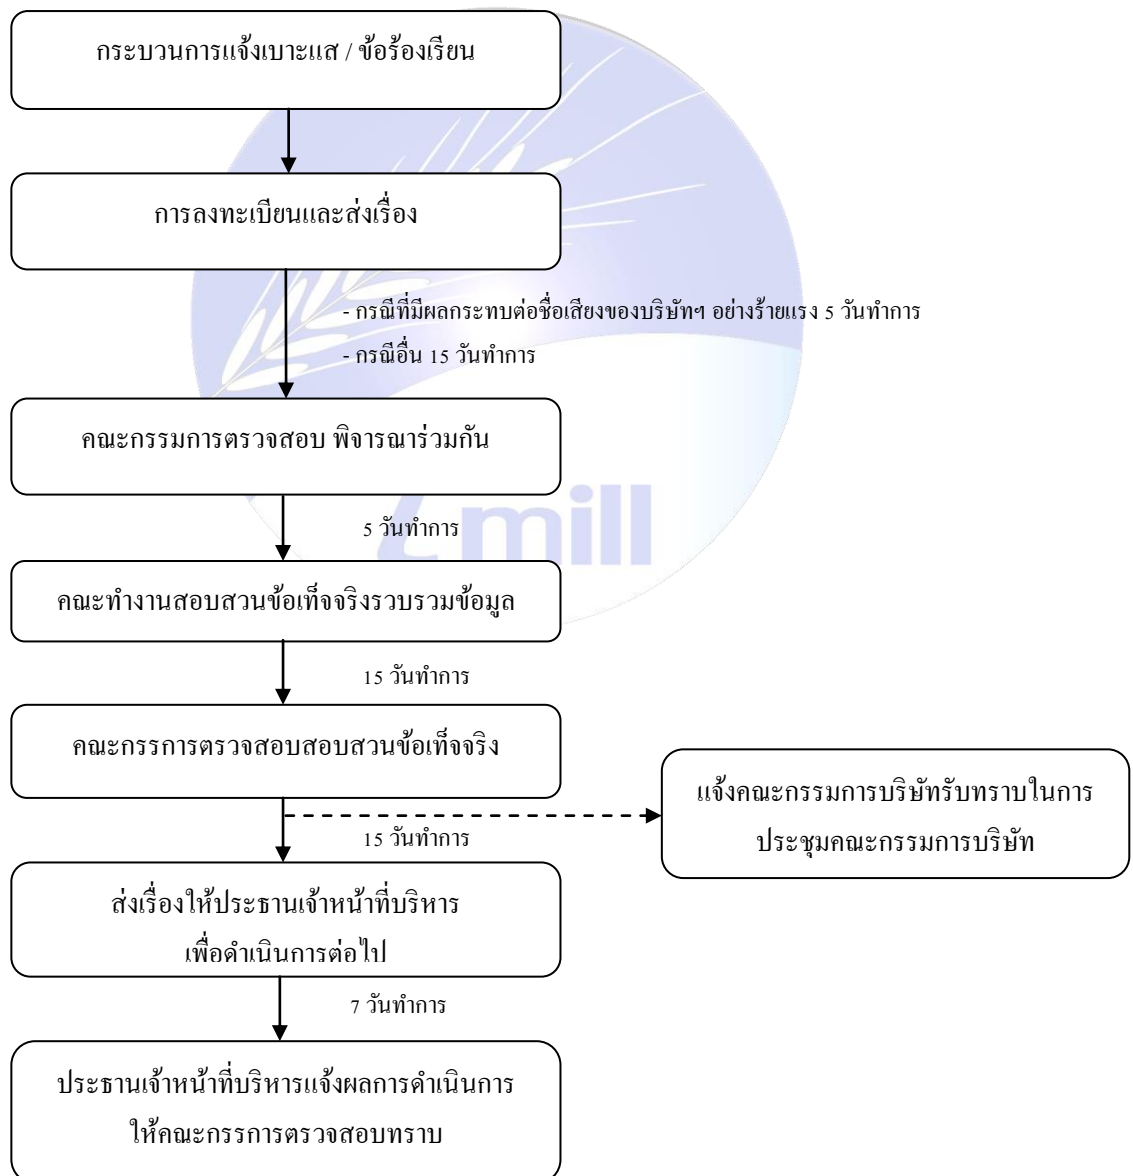 กระบวนการแจ้งเบาะแส / ข้อร้องเรียน
การลงทะเบียนและส่งเรื่อง
- กรณีที่มีผลกระทบต่อชื่อเสียงของบริษัทฯ อย่างร้ายแรง 5 วันทำการ
- กรณีอื่น 15 วันทำการ
คณะกรรมการตรวจสอบ พิจารณาร่วมกัน
5 วันทำการ
mill
คณะทำงานสอบสวนข้อเท็จจริงรวบรวมข้อมูล
15 วันทำการ
คณะกรรการตรวจสอบสอบสวนข้อเท็จจริง
แจ้งคณะกรรมการบริษัทรับทราบในการ
ประชุมคณะกรรมการบริษัท
15 วันทำการ
ส่งเรื่องให้ประธานเจ้าหน้าที่บริหาร
เพื่อดำเนินการต่อไป
7 วันทำการ
ประธานเจ้าหน้าที่บริหารแจ้งผลการดำเนินการ
ให้คณะกรรการตรวจสอบทราบ